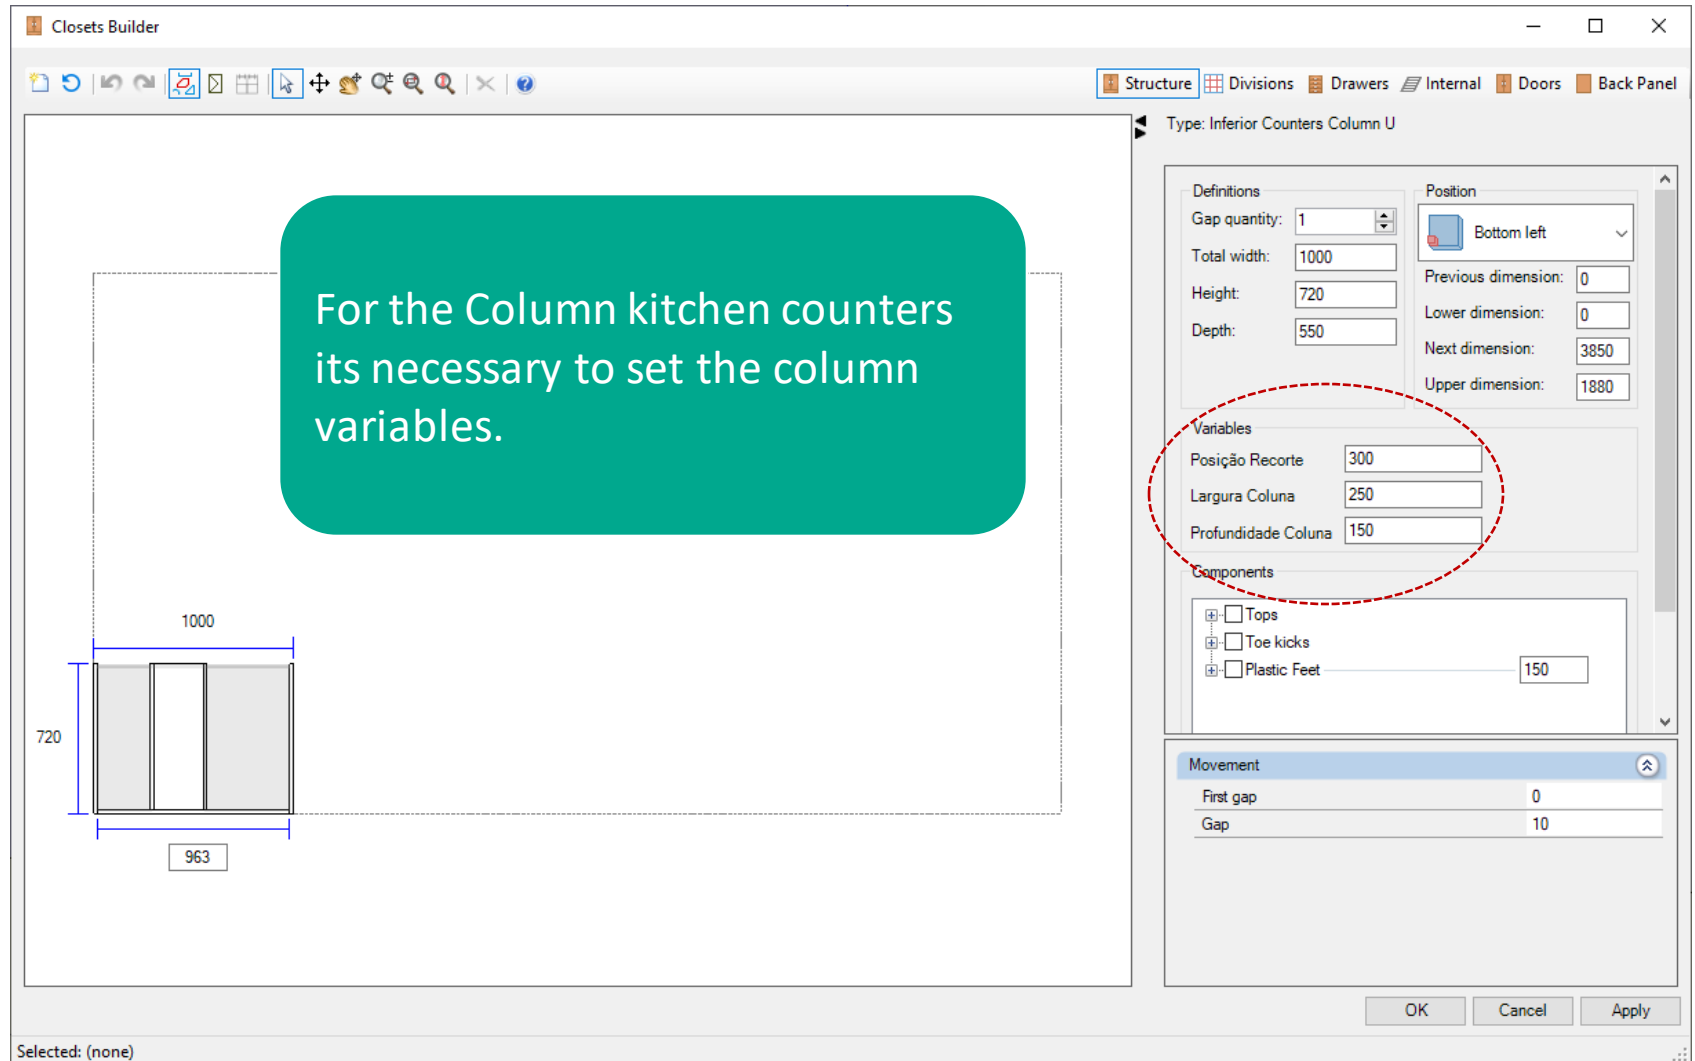 Closets Builder
Structure Divisions Drawers Internal Doors Back Panel
Type: Inferior Counters Column U
For the Column kitchen counters
its necessary to set the column
variables.
Definitions
Gap quantity: 1
Total width: 1000
Height: 720
Depth: 550
Position
Bottom left
Previous dimension: 0
Lower dimension: 0
Next dimension: 3850
Upper dimension: 1880
Variables
Posição Recorte 300
Largura Coluna 250
Profundidade Coluna 150
Components
Tops
Toe kicks
Plastic Feet 150
1000
720
963
Movement
First gap 0
Gap 10
OK Cancel Apply
Selected: (none)